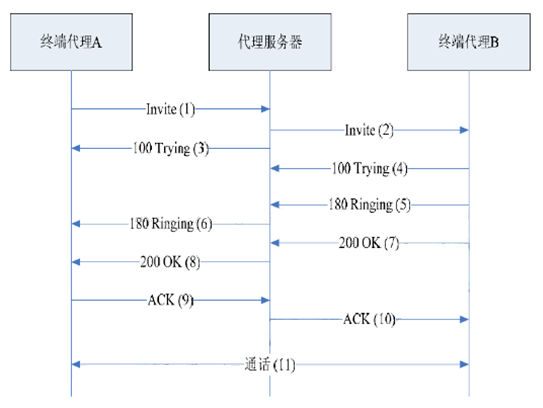 终端代理A
代理服务器
终端代理B
Invite (1)
Invite (2)
100 Trying (3)
100 Trying (4)
180 Ringing (5)
180 Ringing (6)
200 OK (7)
200 OK (8)
ACK (9)
ACK (10)
通话 (11)